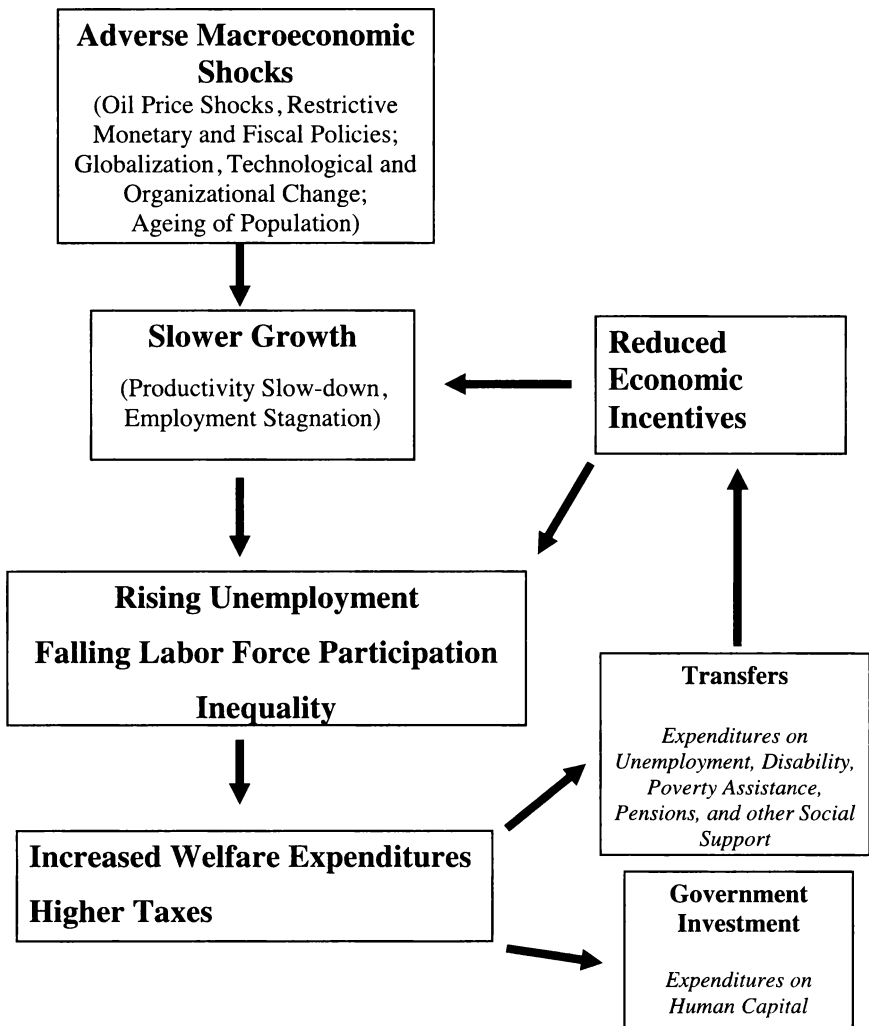 Adverse Macroeconomic
Shocks
(Oil Price Shocks, Restrictive
Monetary and Fiscal Policies;
Globalization, Technological and
Organizational Change;
Ageing of Population)
Slower Growth
(Productivity Slow-down,
Employment Stagnation)
Reduced
Economic
Incentives
Rising Unemployment
Falling Labor Force Participation
Inequality
Transfers
Expenditures on
Unemployment, Disability,
Poverty Assistance,
Pensions, and other Social
Support
Increased Welfare Expenditures
Higher Taxes
Government
Investment
Expenditures on
Human Capital